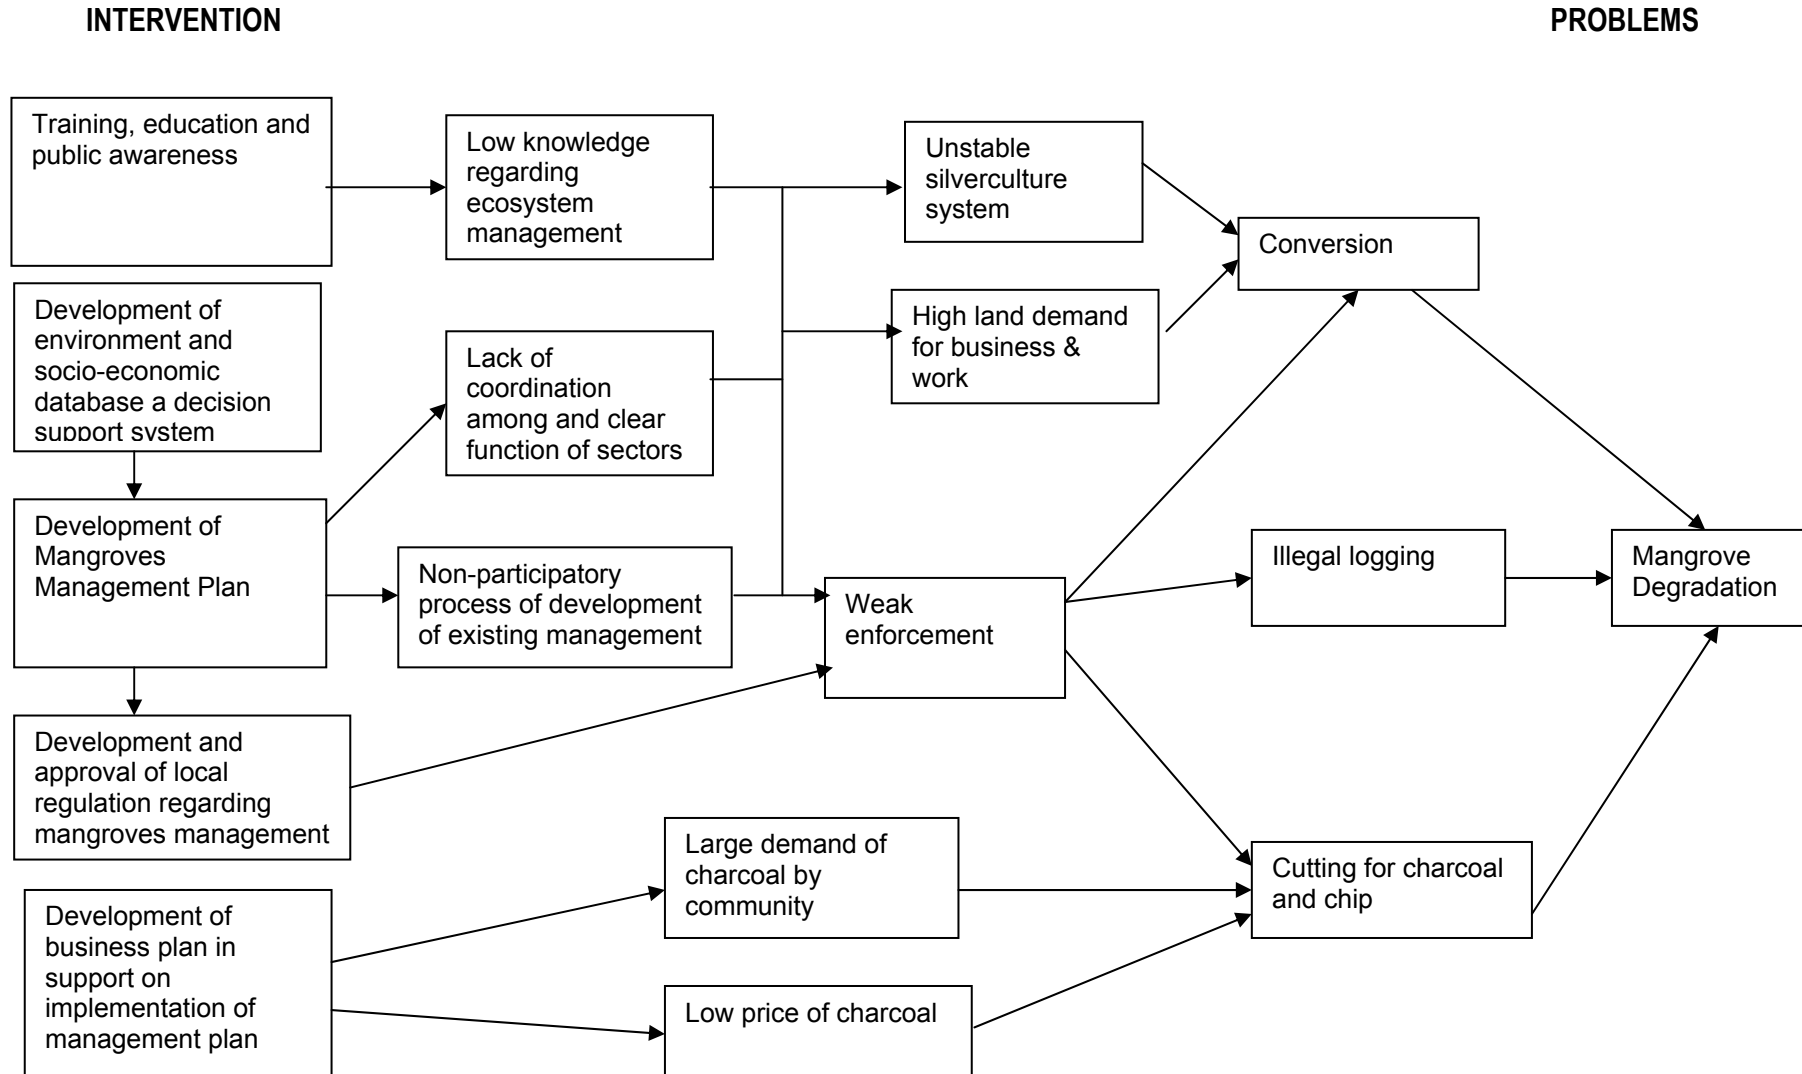 INTERVENTION
PROBLEMS
Training, education and
public awareness
Low knowledge
regarding
ecosystem
management
Unstable
silverculture
system
Conversion
Development of
environment and
socio-economic
database a decision
support system
Lack of
coordination
among and clear
function of sectors
High land demand
for business &
work
Development of
Mangroves
Management Plan
Non-participatory
process of development
of existing management
Weak
enforcement
Illegal logging
Mangrove
Degradation
Development and
approval of local
regulation regarding
mangroves management
Large demand of
charcoal by
community
Cutting for charcoal
and chip
Development of
business plan in
support on
implementation of
management plan
Low price of charcoal